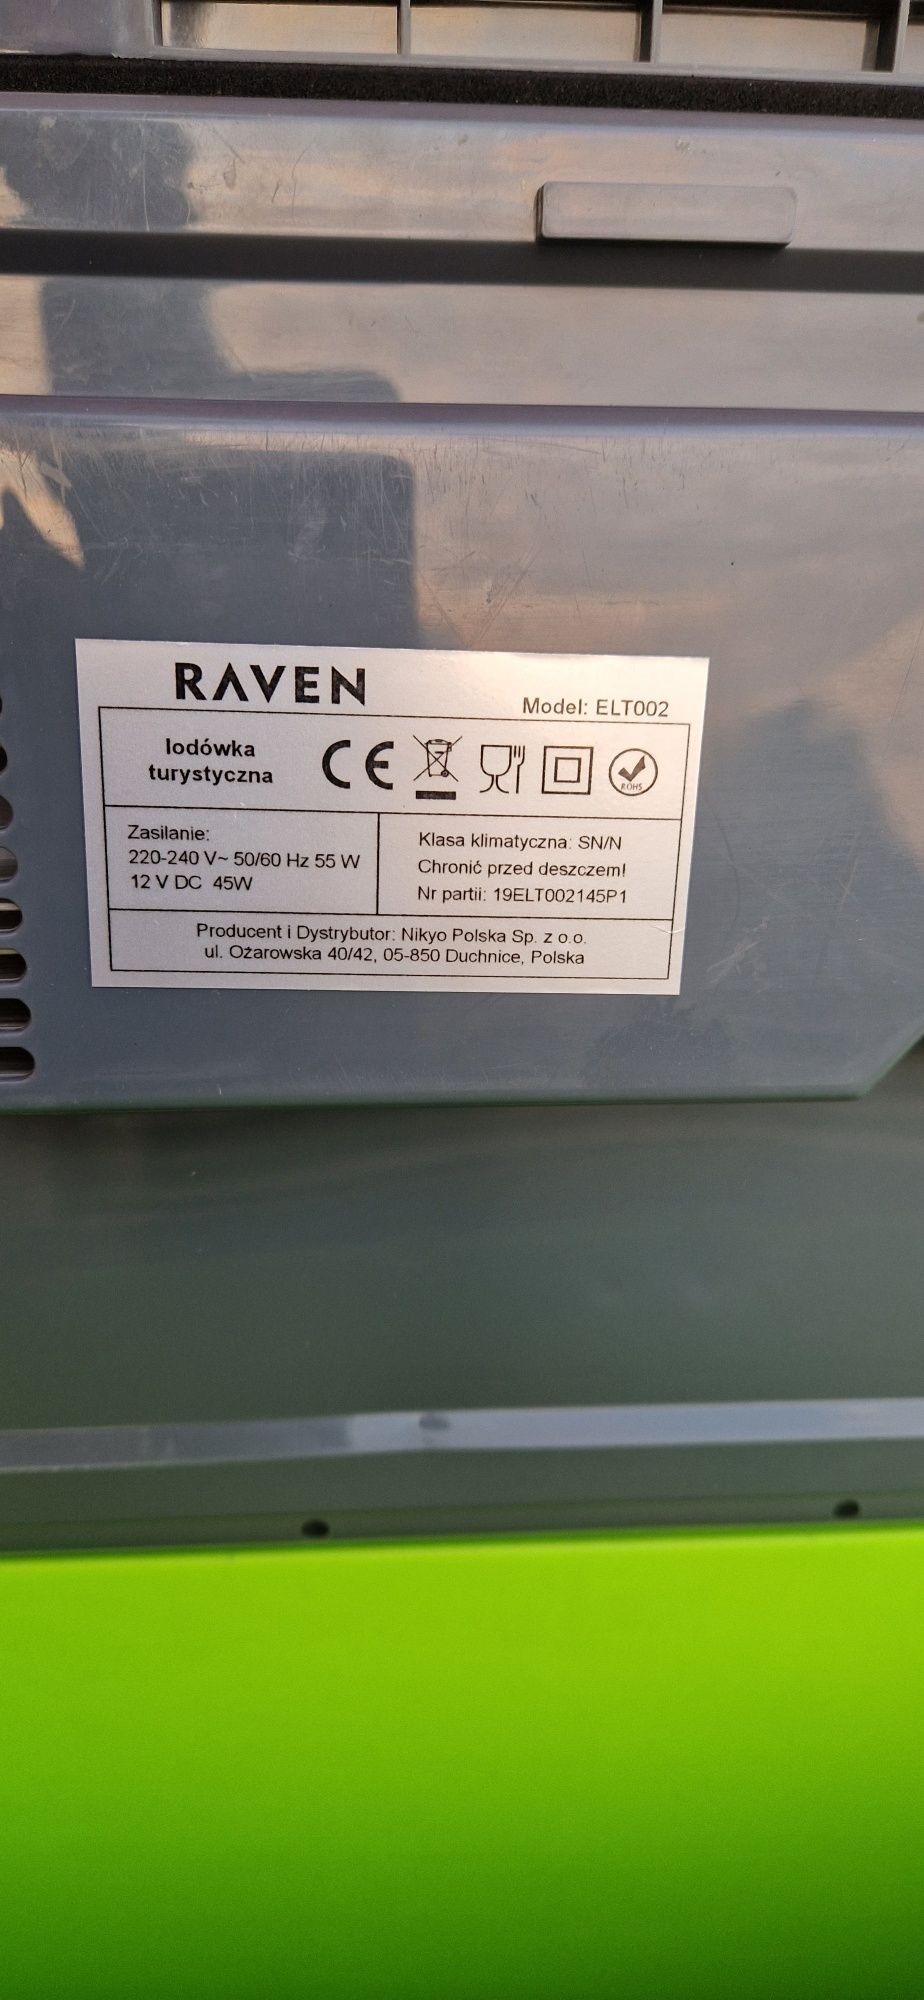 RAVEN
Model: ELT002
lodówka
turystyczna
CE
ROHS
Zasilanie:
220-240 V~ 50/60 Hz 55 W
12 V DC 45W
Klasa klimatyczna: SN/N
Chronić przed deszczem!
Nr partii: 19ELT002145P1
Producent i Dystrybutor: Nikyo Polska Sp. z o.o.
ul. Ożarowska 40/42, 05-850 Duchnice, Polska